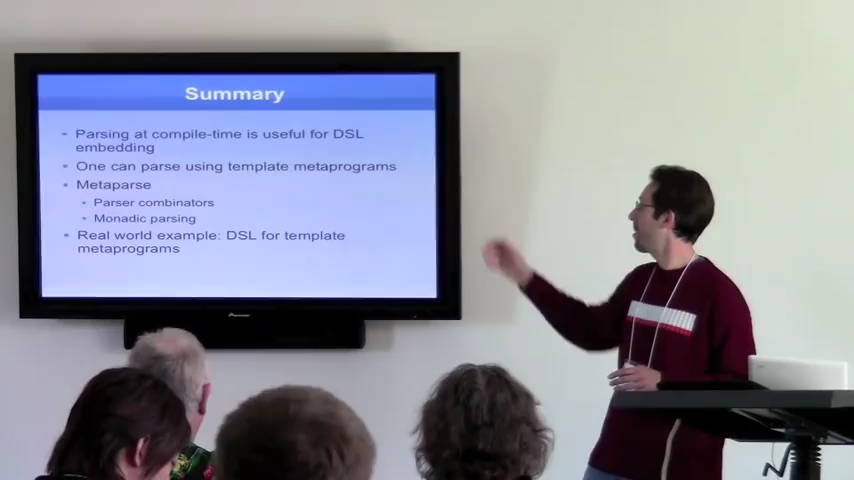 Summary
Parsing at compile-time is useful for DSL
embedding
One can parse using template metaprograms
Metaparse
Parser combinators
Monadic parsing
Real world example: DSL for template
metaprograms
Pioneer